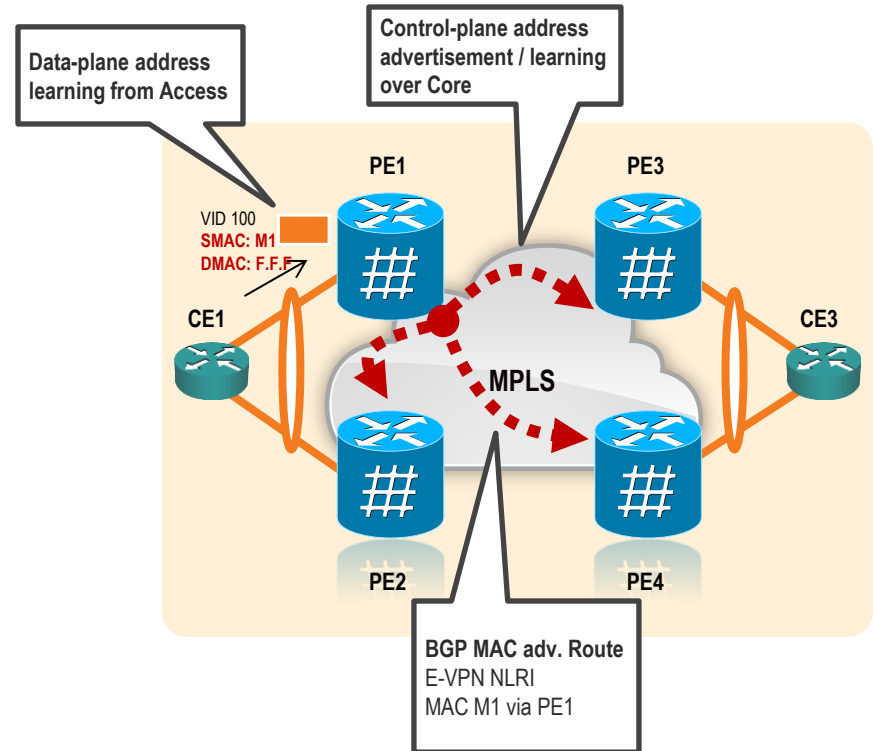 Data-plane address
learning from Access
Control-plane address
advertisement / learning
over Core
PE1
PE3
VID 100
SMAC: M1
DMAC: F.F.F
CE1
CE3
MPLS
PE2
PE4
BGP MAC adv. Route
E-VPN NLRI
MAC M1 via PE1